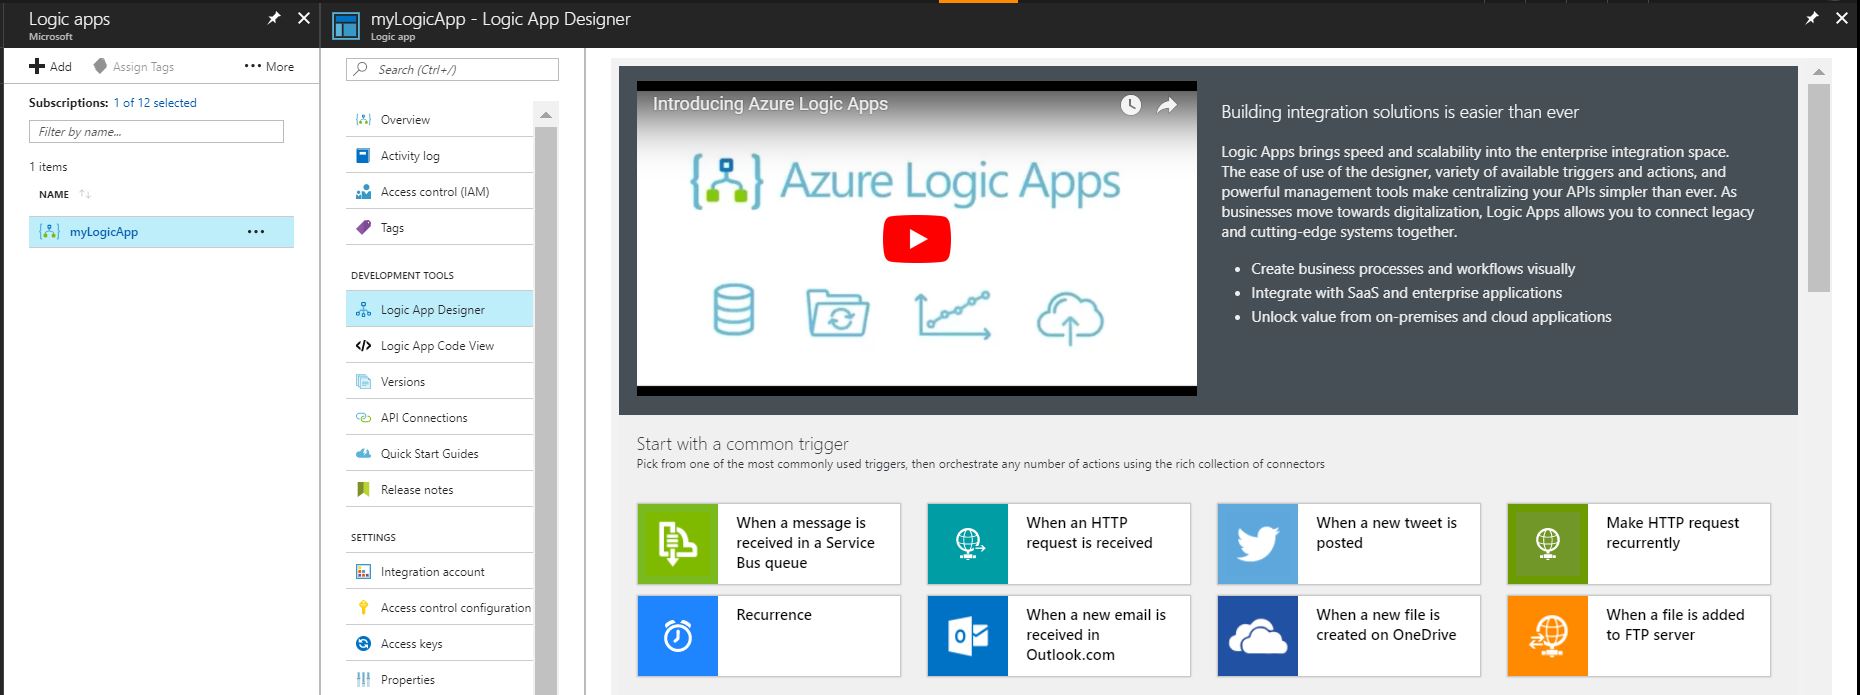 Logic apps
Microsoft
Add
Assign Tags
More
Subscriptions: 1 of 12 selected
Filter by name...
1 items
NAME
myLogicApp
myLogicApp - Logic App Designer
Logic app
Search (Ctrl+/)
Overview
Activity log
Access control (IAM)
Tags
DEVELOPMENT TOOLS
Logic App Designer
Logic App Code View
Versions
API Connections
Quick Start Guides
Release notes
SETTINGS
Integration account
Access control configuration
Access keys
Properties
Introducing Azure Logic Apps
Azure Logic Apps
Building integration solutions is easier than ever
Logic Apps brings speed and scalability into the enterprise integration space.
The ease of use of the designer, variety of available triggers and actions, and
powerful management tools make centralizing your APIs simpler than ever. As
businesses move towards digitalization, Logic Apps allows you to connect legacy
and cutting-edge systems together.
• Create business processes and workflows visually
• Integrate with SaaS and enterprise applications
• Unlock value from on-premises and cloud applications
Start with a common trigger
Pick from one of the most commonly used triggers, then orchestrate any number of actions using the rich collection of connectors
When a message is
received in a Service
Bus queue
When an HTTP
request is received
When a new tweet is
posted
Make HTTP request
recurrently
Recurrence
When a new email is
received in
Outlook.com
When a new file is
created on OneDrive
When a file is added
to FTP server